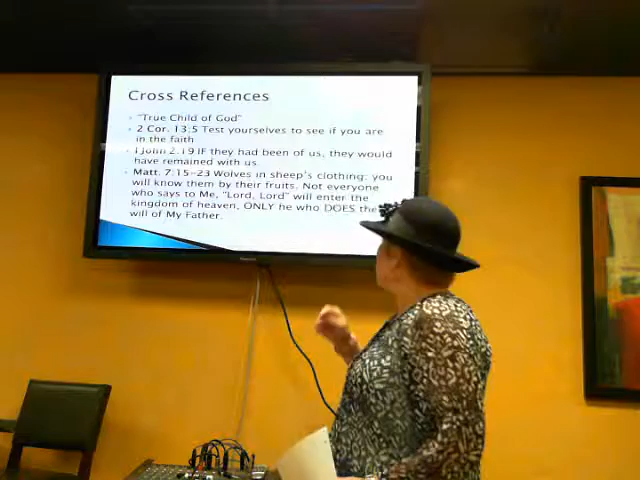 Cross References
"True Child of God"
2 Cor. 13:5 Test yourselves to see if you are
in the faith
I John 2:19 IF they had been of us, they would
have remained with us.
Matt. 7:15-23 Wolves in sheep's clothing: you
will know them by their fruits. Not everyone
who says to Me, "Lord, Lord" will enter the
kingdom of heaven, ONLY he who DOES the
will of My Father.